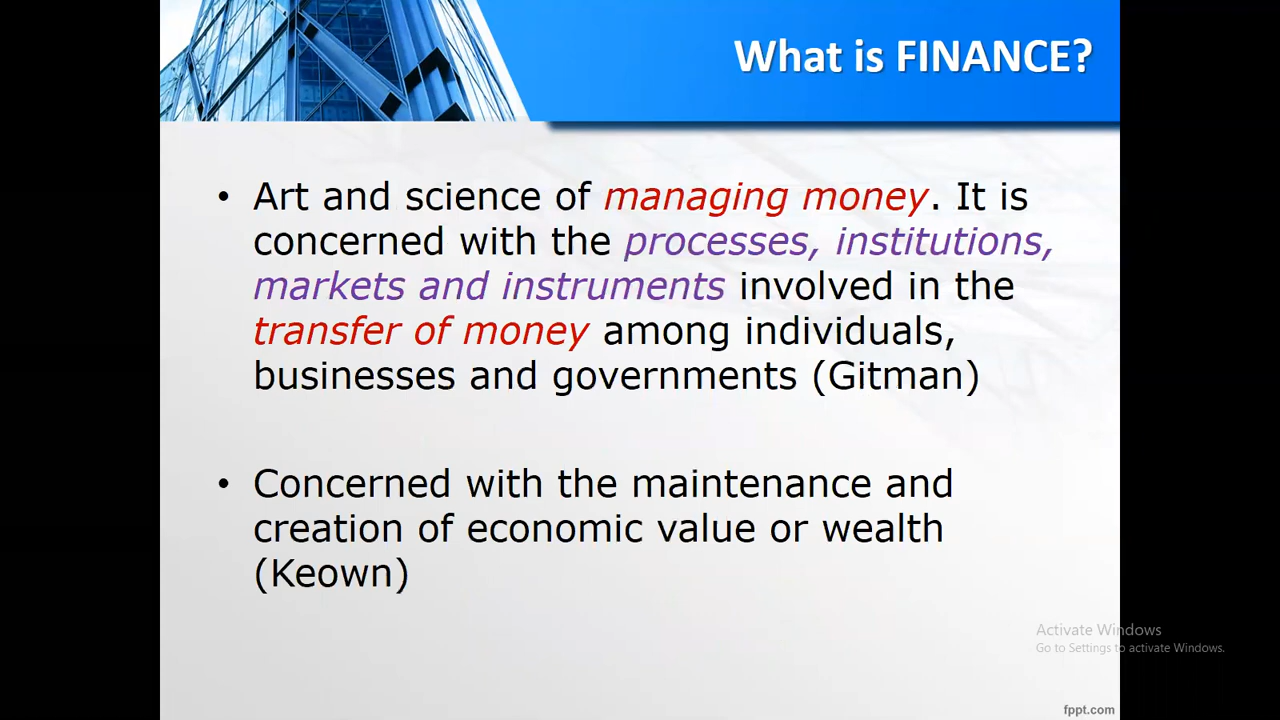 What is FINANCE?
• Art and science of managing money. It is
concerned with the processes, institutions,
markets and instruments involved in the
transfer of money among individuals,
businesses and governments (Gitman)
• Concerned with the maintenance and
creation of economic value or wealth
(Keown)
Activate Windows
Go to Settings to activate Windows.
fppt.com